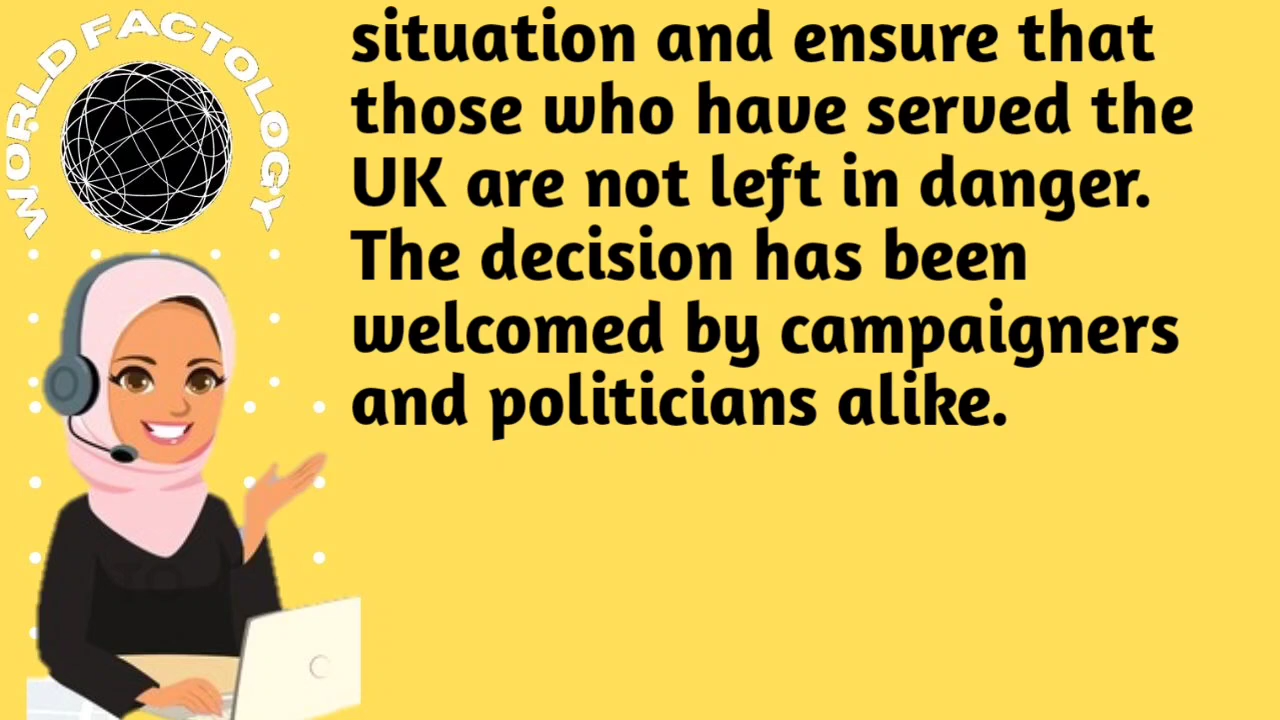 WORLD FACTOLOGY
situation and ensure that
those who have served the
UK are not left in danger.
The decision has been
welcomed by campaigners
and politicians alike.